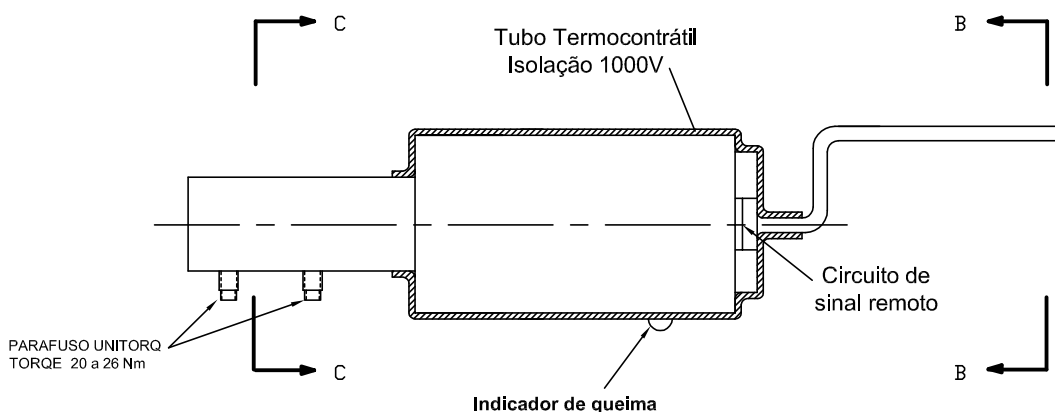 C
B
Tubo Termocontrátil
Isolação 1000V
Circuito de
sinal remoto
PARAFUSO UNITORQ
TORQE 20 a 26 Nm
C
B
Indicador de queima